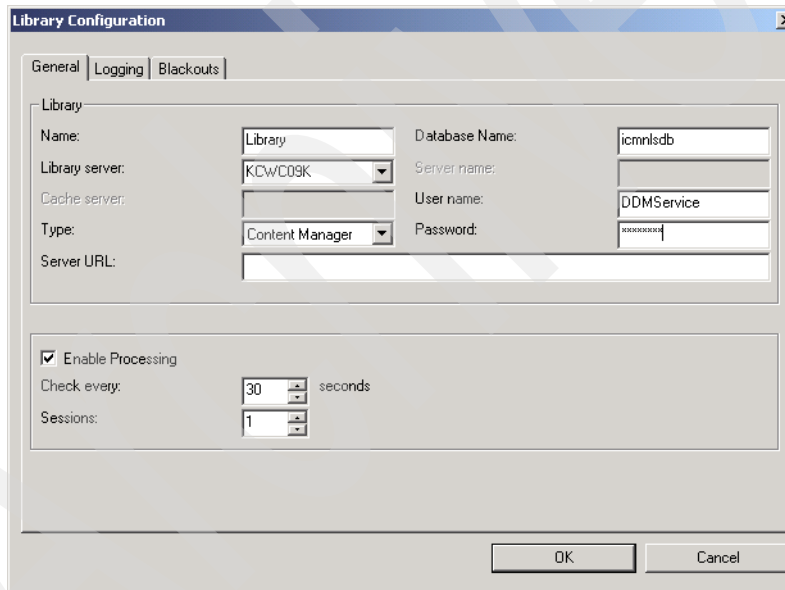 Library Configuration
General Logging Blackouts
Library
Name: Library Database Name: icmnlsdb
Library server: KCWC09K Server name:
Cache server: User name: DDMService
Type: Content Manager Password: xxxxxxxx
Server URL:
Enable Processing
Check every: 30 seconds
Sessions: 1
OK Cancel